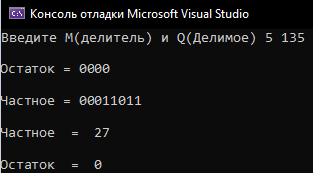 Консоль отладки Microsoft Visual Studio
Введите М(делитель) и Q(Делимое) 5 135
Остаток = 0000
Частное = 00011011
Частное  =  27
Остаток  =  0